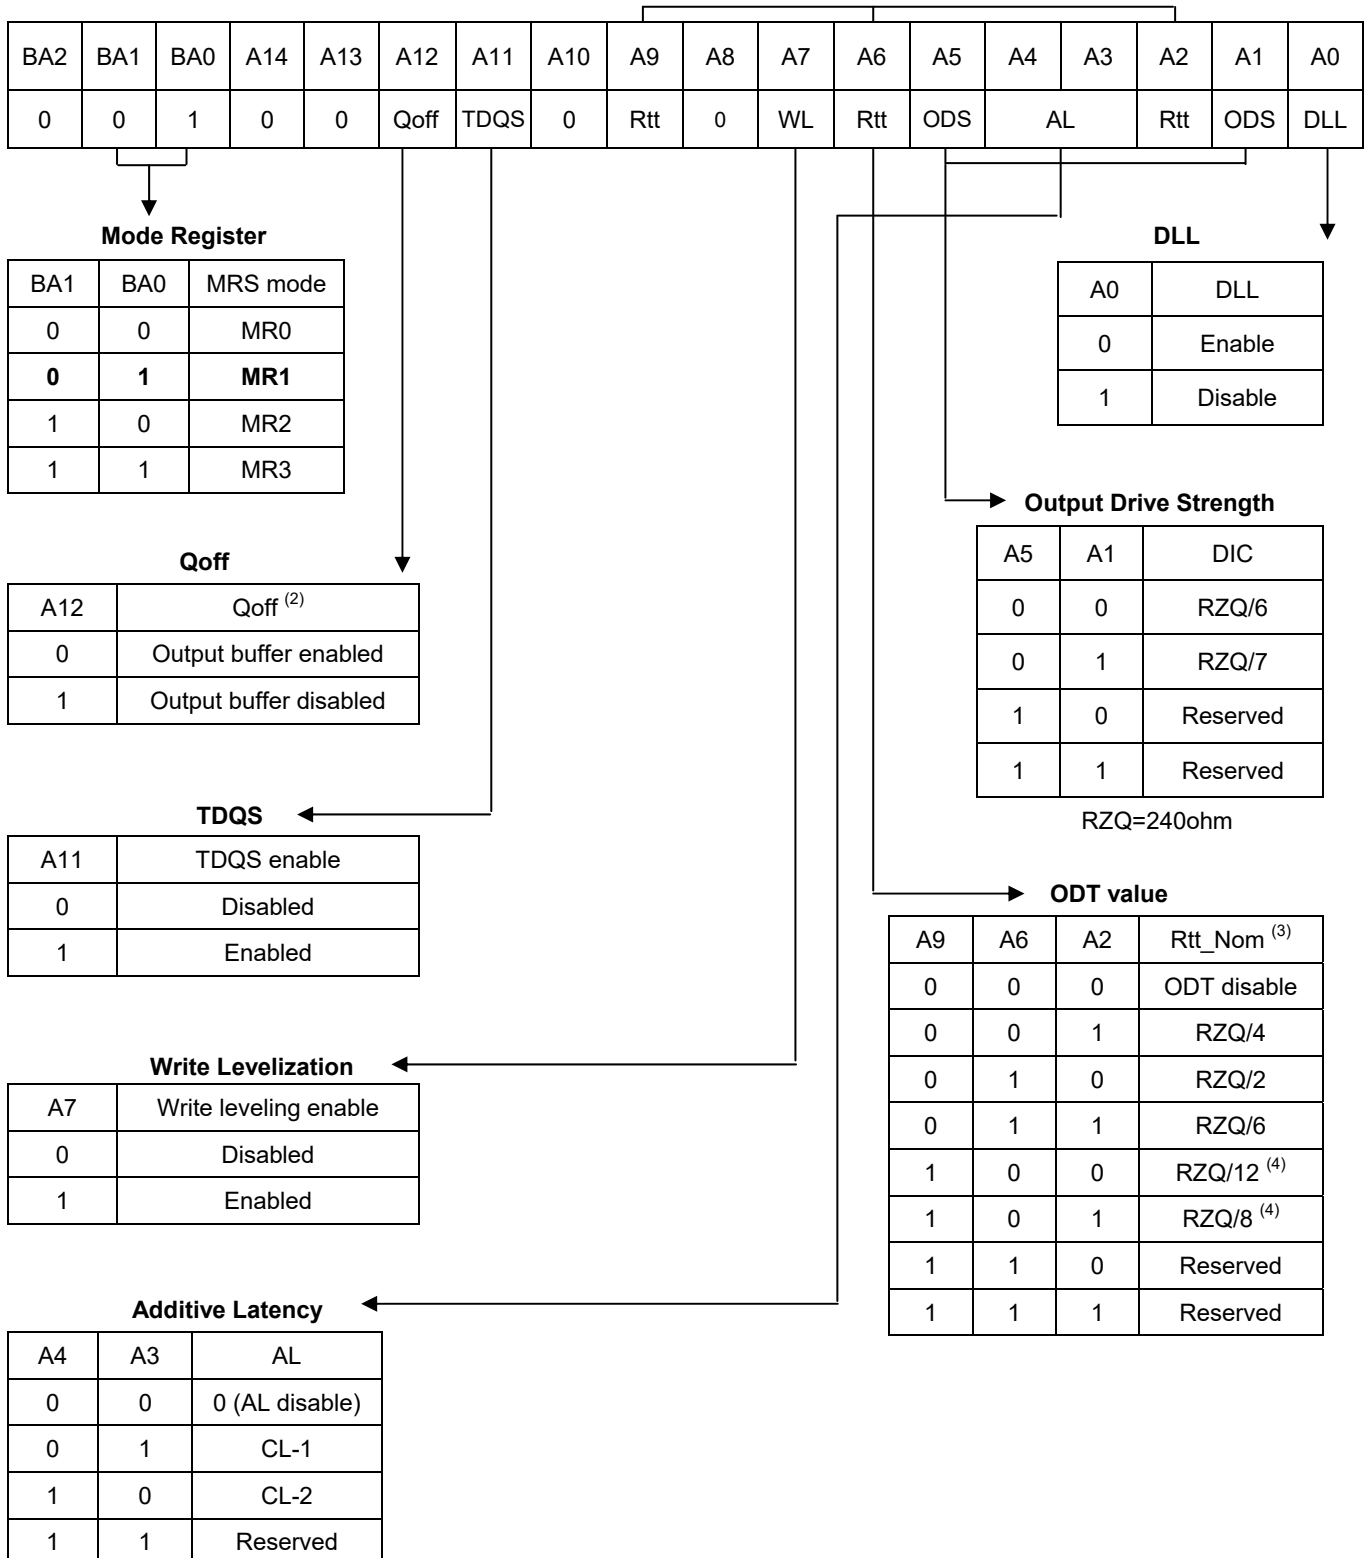 BA2 BA1 BA0 A14 A13 A12 A11 A10 A9 A8 A7 A6 A5 A4 A3 A2 A1 A0
0 0 1 0 0 Qoff TDQS 0 Rtt 0 WL Rtt ODS AL Rtt ODS DLL
Mode Register
BA1 BA0 MRS mode
0 0 MR0
0 1 MR1
1 0 MR2
1 1 MR3
DLL
A0 DLL
0 Enable
1 Disable
Output Drive Strength
A5 A1 DIC
0 0 RZQ/6
0 1 RZQ/7
1 0 Reserved
1 1 Reserved
RZQ=240ohm
Qoff
A12 Qoff (2)
0 Output buffer enabled
1 Output buffer disabled
TDQS
A11 TDQS enable
0 Disabled
1 Enabled
ODT value
A9 A6 A2 Rtt_Nom (3)
0 0 0 ODT disable
0 0 1 RZQ/4
0 1 0 RZQ/2
0 1 1 RZQ/6
1 0 0 RZQ/12 (4)
1 0 1 RZQ/8 (4)
1 1 0 Reserved
1 1 1 Reserved
Write Levelization
A7 Write leveling enable
0 Disabled
1 Enabled
Additive Latency
A4 A3 AL
0 0 0 (AL disable)
0 1 CL-1
1 0 CL-2
1 1 Reserved